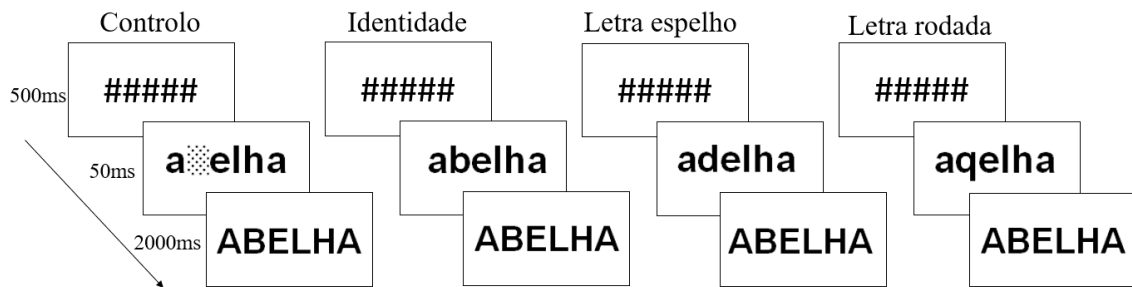 Controlo Identidade Letra espelho Letra rodada
500ms ##### ##### ##### #####
50ms a░elha abelha adelha aqelha
2000ms ABELHA ABELHA ABELHA ABELHA